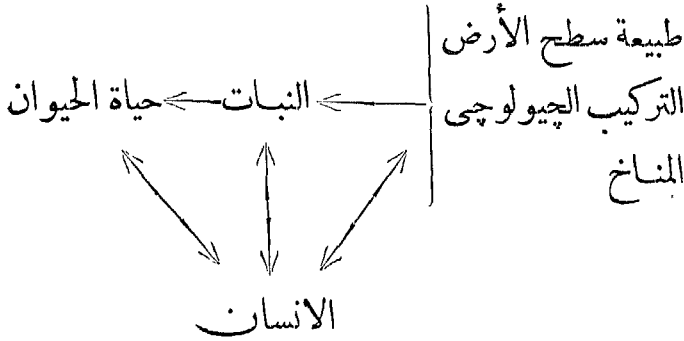 طبيعة سطح الأرض
التركيب الچيولوچى
المناخ
النبات
حياة الحيوان
الانسان